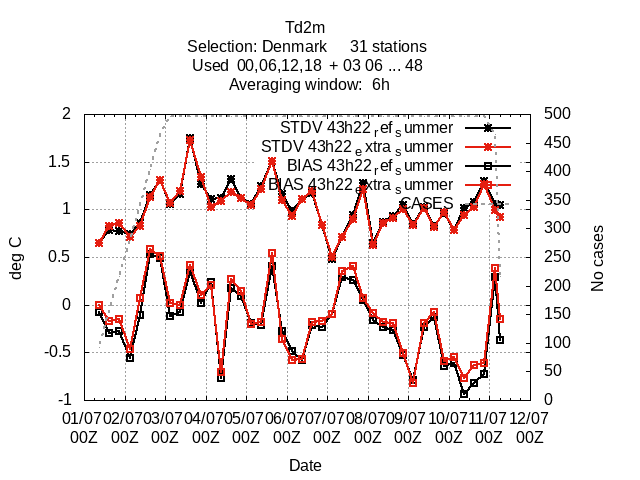 Td2m
Selection: Denmark 31 stations
Used 00,06,12,18 + 03 06 ... 48
Averaging window: 6h
STDV 43h22refsummer
STDV 43h22extrasummer
BIAS 43h22refsummer
BIAS 43h22extrasummer
CASES
deg C
2
1.5
1
0.5
0
-0.5
-1
500
450
400
350
300
250
200
150
100
50
0
No cases
01/07 02/07 03/07 04/07 05/07 06/07 07/07 08/07 09/07 10/07 11/07 12/07
00Z 00Z 00Z 00Z 00Z 00Z 00Z 00Z 00Z 00Z 00Z 00Z
Date